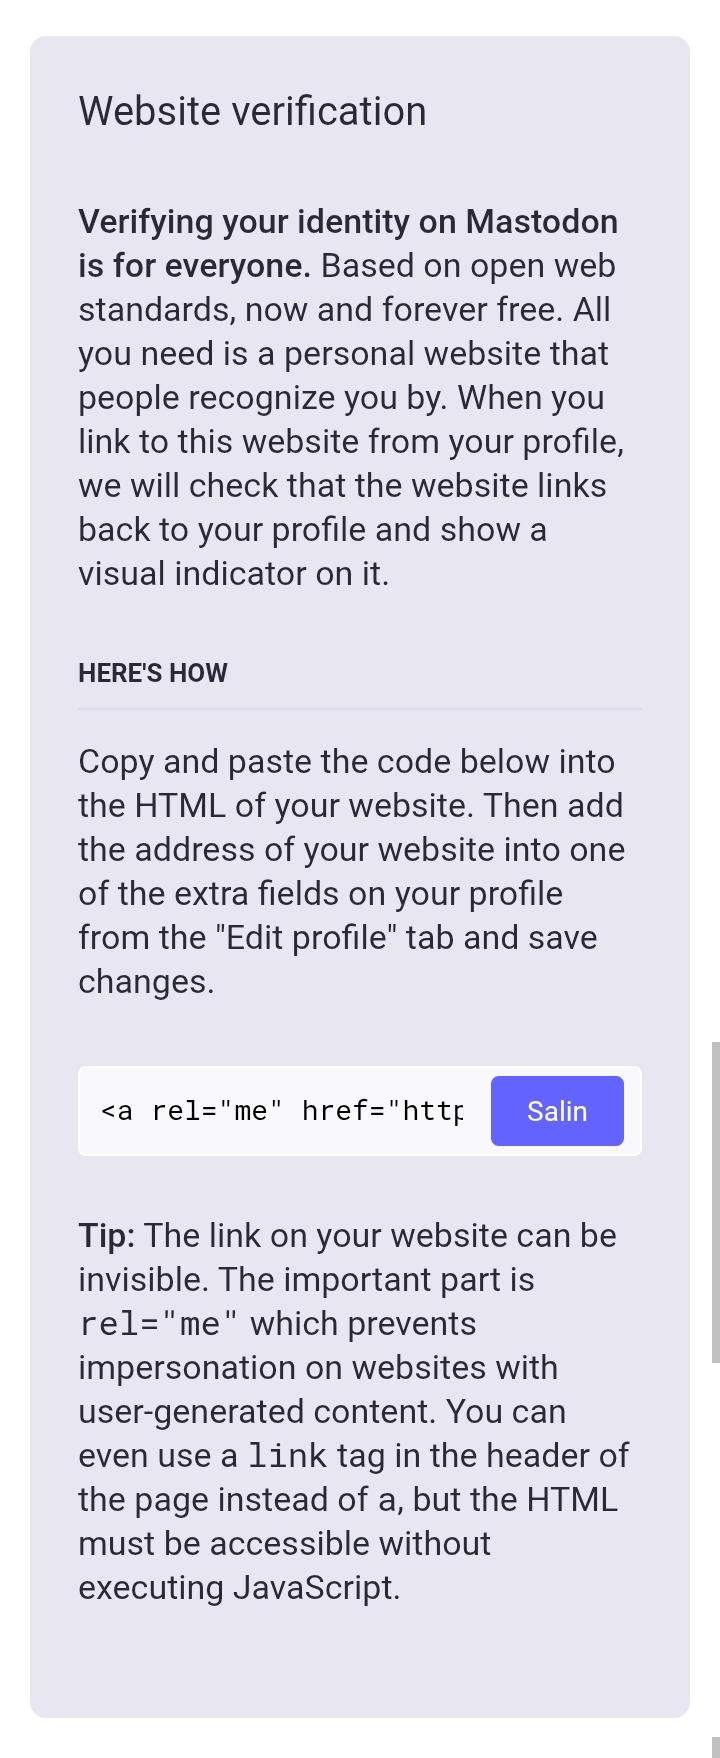 Website verification
Verifying your identity on Mastodon
is for everyone. Based on open web
standards, now and forever free. All
you need is a personal website that
people recognize you by. When you
link to this website from your profile,
we will check that the website links
back to your profile and show a
visual indicator on it.
HERE'S HOW
Copy and paste the code below into
the HTML of your website. Then add
the address of your website into one
of the extra fields on your profile
from the "Edit profile" tab and save
changes.
<a rel="me" href="http Salin
Tip: The link on your website can be
invisible. The important part is
rel="me" which prevents
impersonation on websites with
user-generated content. You can
even use a link tag in the header of
the page instead of a, but the HTML
must be accessible without
executing JavaScript.